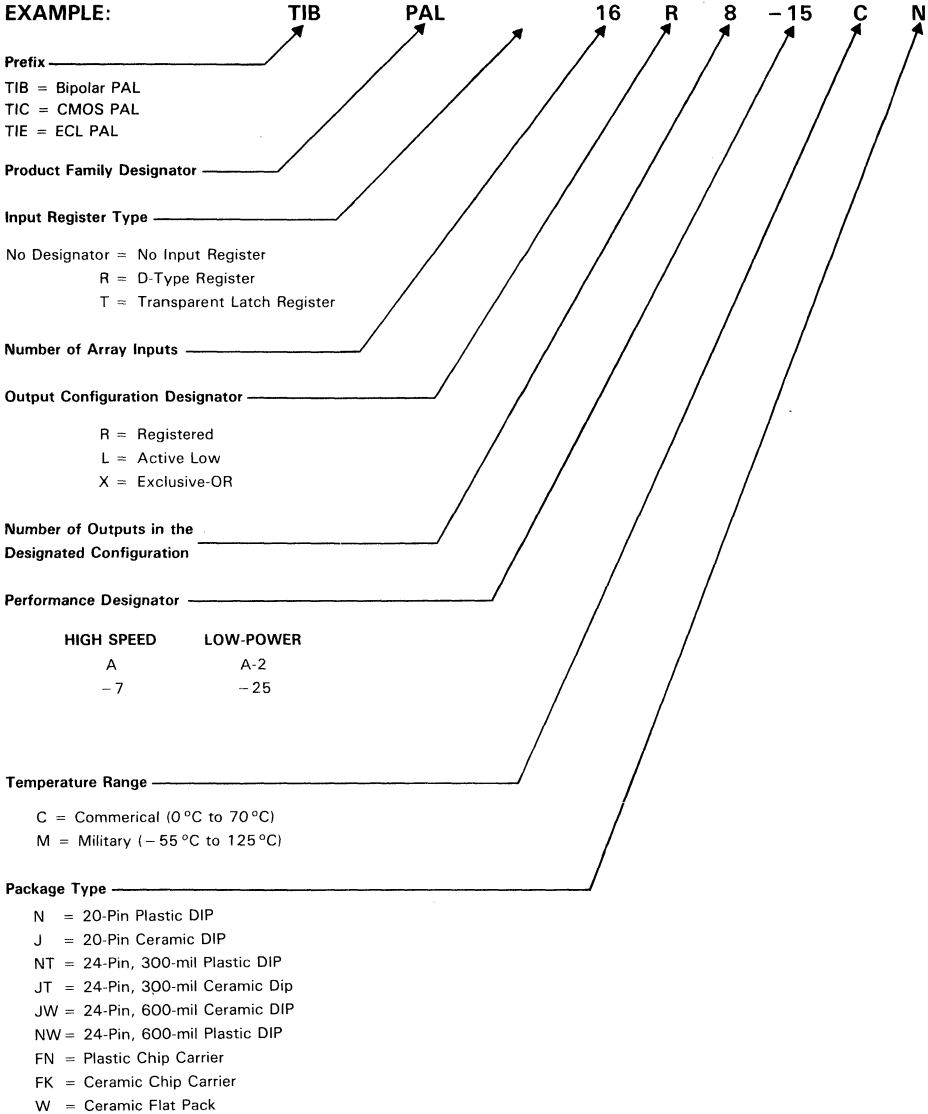 EXAMPLE: TIB PAL 16 R 8 −15 C N
Prefix
TIB = Bipolar PAL
TIC = CMOS PAL
TIE = ECL PAL
Product Family Designator
Input Register Type
No Designator = No Input Register
R = D-Type Register
T = Transparent Latch Register
Number of Array Inputs
Output Configuration Designator
R = Registered
L = Active Low
X = Exclusive-OR
Number of Outputs in the
Designated Configuration
Performance Designator
HIGH SPEED LOW-POWER
A A-2
−7 −25
Temperature Range
C = Commerical (0 °C to 70 °C)
M = Military (−55 °C to 125 °C)
Package Type
N = 20-Pin Plastic DIP
J = 20-Pin Ceramic DIP
NT = 24-Pin, 300-mil Plastic DIP
JT = 24-Pin, 300-mil Ceramic Dip
JW = 24-Pin, 600-mil Ceramic DIP
NW = 24-Pin, 600-mil Plastic DIP
FN = Plastic Chip Carrier
FK = Ceramic Chip Carrier
W = Ceramic Flat Pack